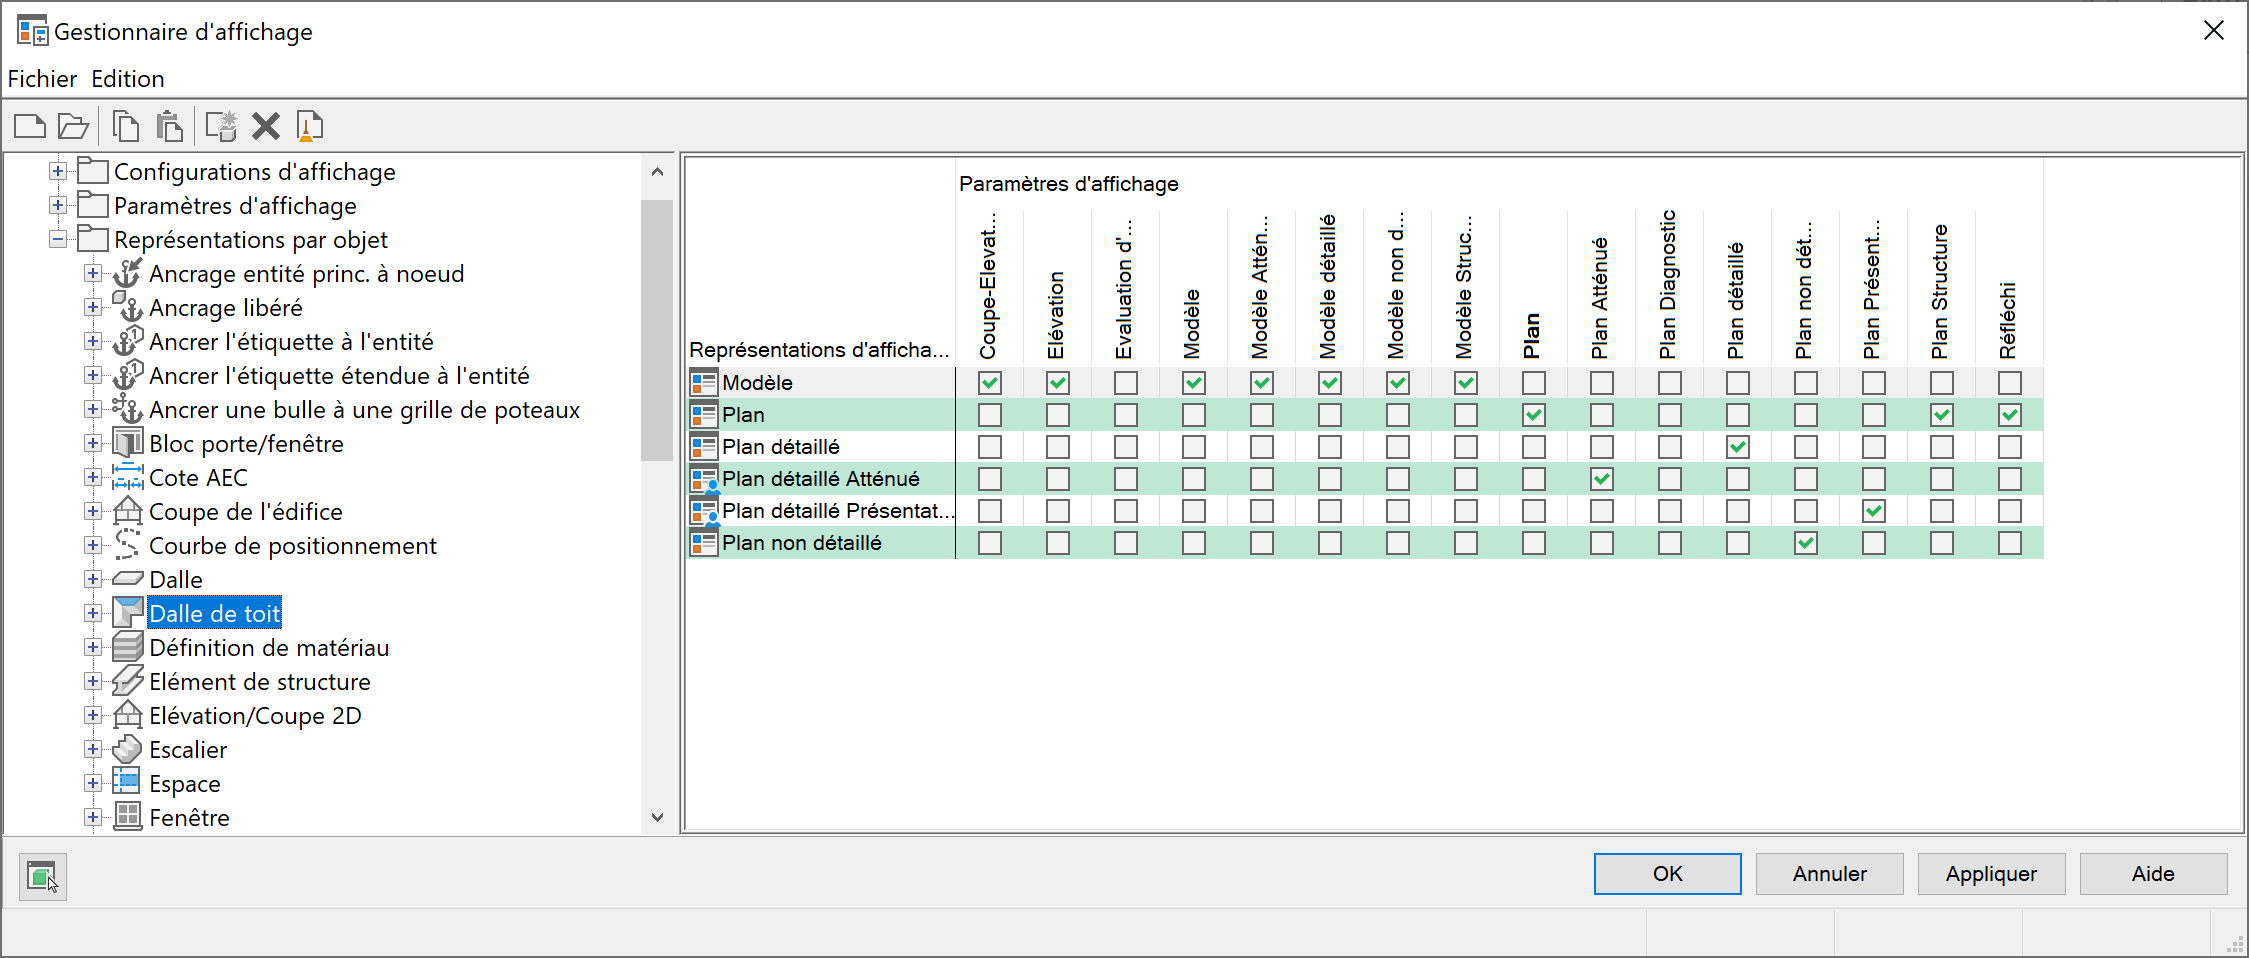 Gestionnaire d'affichage
Fichier Edition
Configurations d'affichage
Paramètres d'affichage
Représentations par objet
Ancrage entité princ. à noeud
Ancrage libéré
Ancrer l'étiquette à l'entité
Ancrer l'étiquette étendue à l'entité
Ancrer une bulle à une grille de poteaux
Bloc porte/fenêtre
Cote AEC
Coupe de l'édifice
Courbe de positionnement
Dalle
Dalle de toit
Définition de matériau
Elément de structure
Elévation/Coupe 2D
Escalier
Espace
Fenêtre
Paramètres d'affichage
Représentations d'afficha...
Coupe-Elevat...
Elévation
Evaluation d'...
Modèle
Modèle Attén...
Modèle détaillé
Modèle non d...
Modèle Struc...
Plan
Plan Atténué
Plan Diagnostic
Plan détaillé
Plan non dét...
Plan Présent...
Plan Structure
Réfléchi
Modèle
Plan
Plan détaillé
Plan détaillé Atténué
Plan détaillé Présentat...
Plan non détaillé
OK Annuler Appliquer Aide